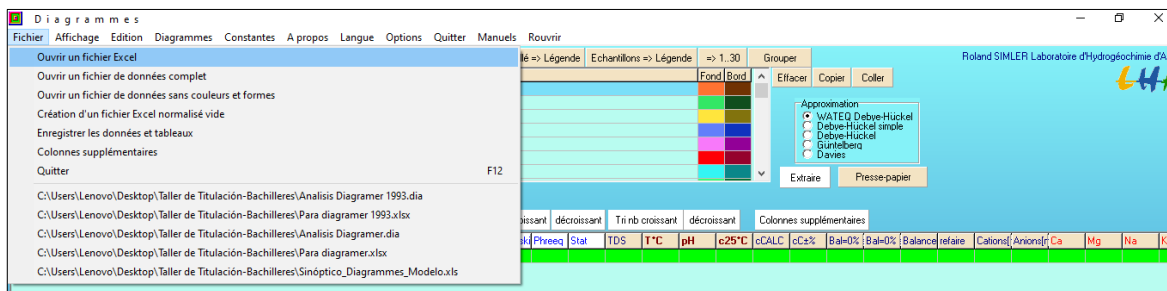 Diagrammes
Fichier Affichage Edition Diagrammes Constantes A propos Langue Options Quitter Manuels Rouvrir
Ouvrir un fichier Excel
Ouvrir un fichier de données complet
Ouvrir un fichier de données sans couleurs et formes
Création d'un fichier Excel normalisé vide
Enregistrer les données et tableaux
Colonnes supplémentaires
Quitter F12
C:\Users\Lenovo\Desktop\Taller de Titulación-Bachilleres\Analisis Diagramer 1993.dia
C:\Users\Lenovo\Desktop\Taller de Titulación-Bachilleres\Para diagramer 1993.xlsx
C:\Users\Lenovo\Desktop\Taller de Titulación-Bachilleres\Analisis Diagramer.dia
C:\Users\Lenovo\Desktop\Taller de Titulación-Bachilleres\Para diagramer.xlsx
C:\Users\Lenovo\Desktop\Taller de Titulación-Bachilleres\Sinóptico_Diagrammes_Modelo.xls
lé => Légende Echantillons => Légende => 1..30 Grouper
Roland SIMLER Laboratoire d'Hydrogéochimie d'A
Fond Bord Effacer Copier Coller
Approximation
WATEQ Debye-Hückel
Debye-Hückel simple
Debye-Hückel
Güntelberg
Davies
Extraire Presse-papier
oissant décroissant Tri nb croissant décroissant Colonnes supplémentaires
Phreeq Stat TDS T°C pH c25°C cCALC cC±% Bal=0% Bal=0% Balance refaire Cations[ Anions[ Ca Mg Na K